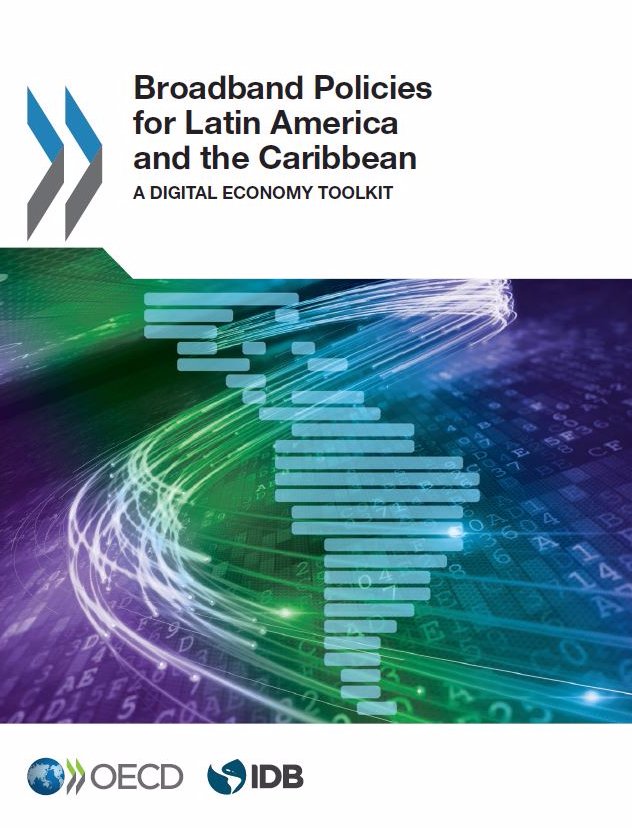 Broadband Policies
for Latin America
and the Caribbean
A DIGITAL ECONOMY TOOLKIT
OECD
IDB